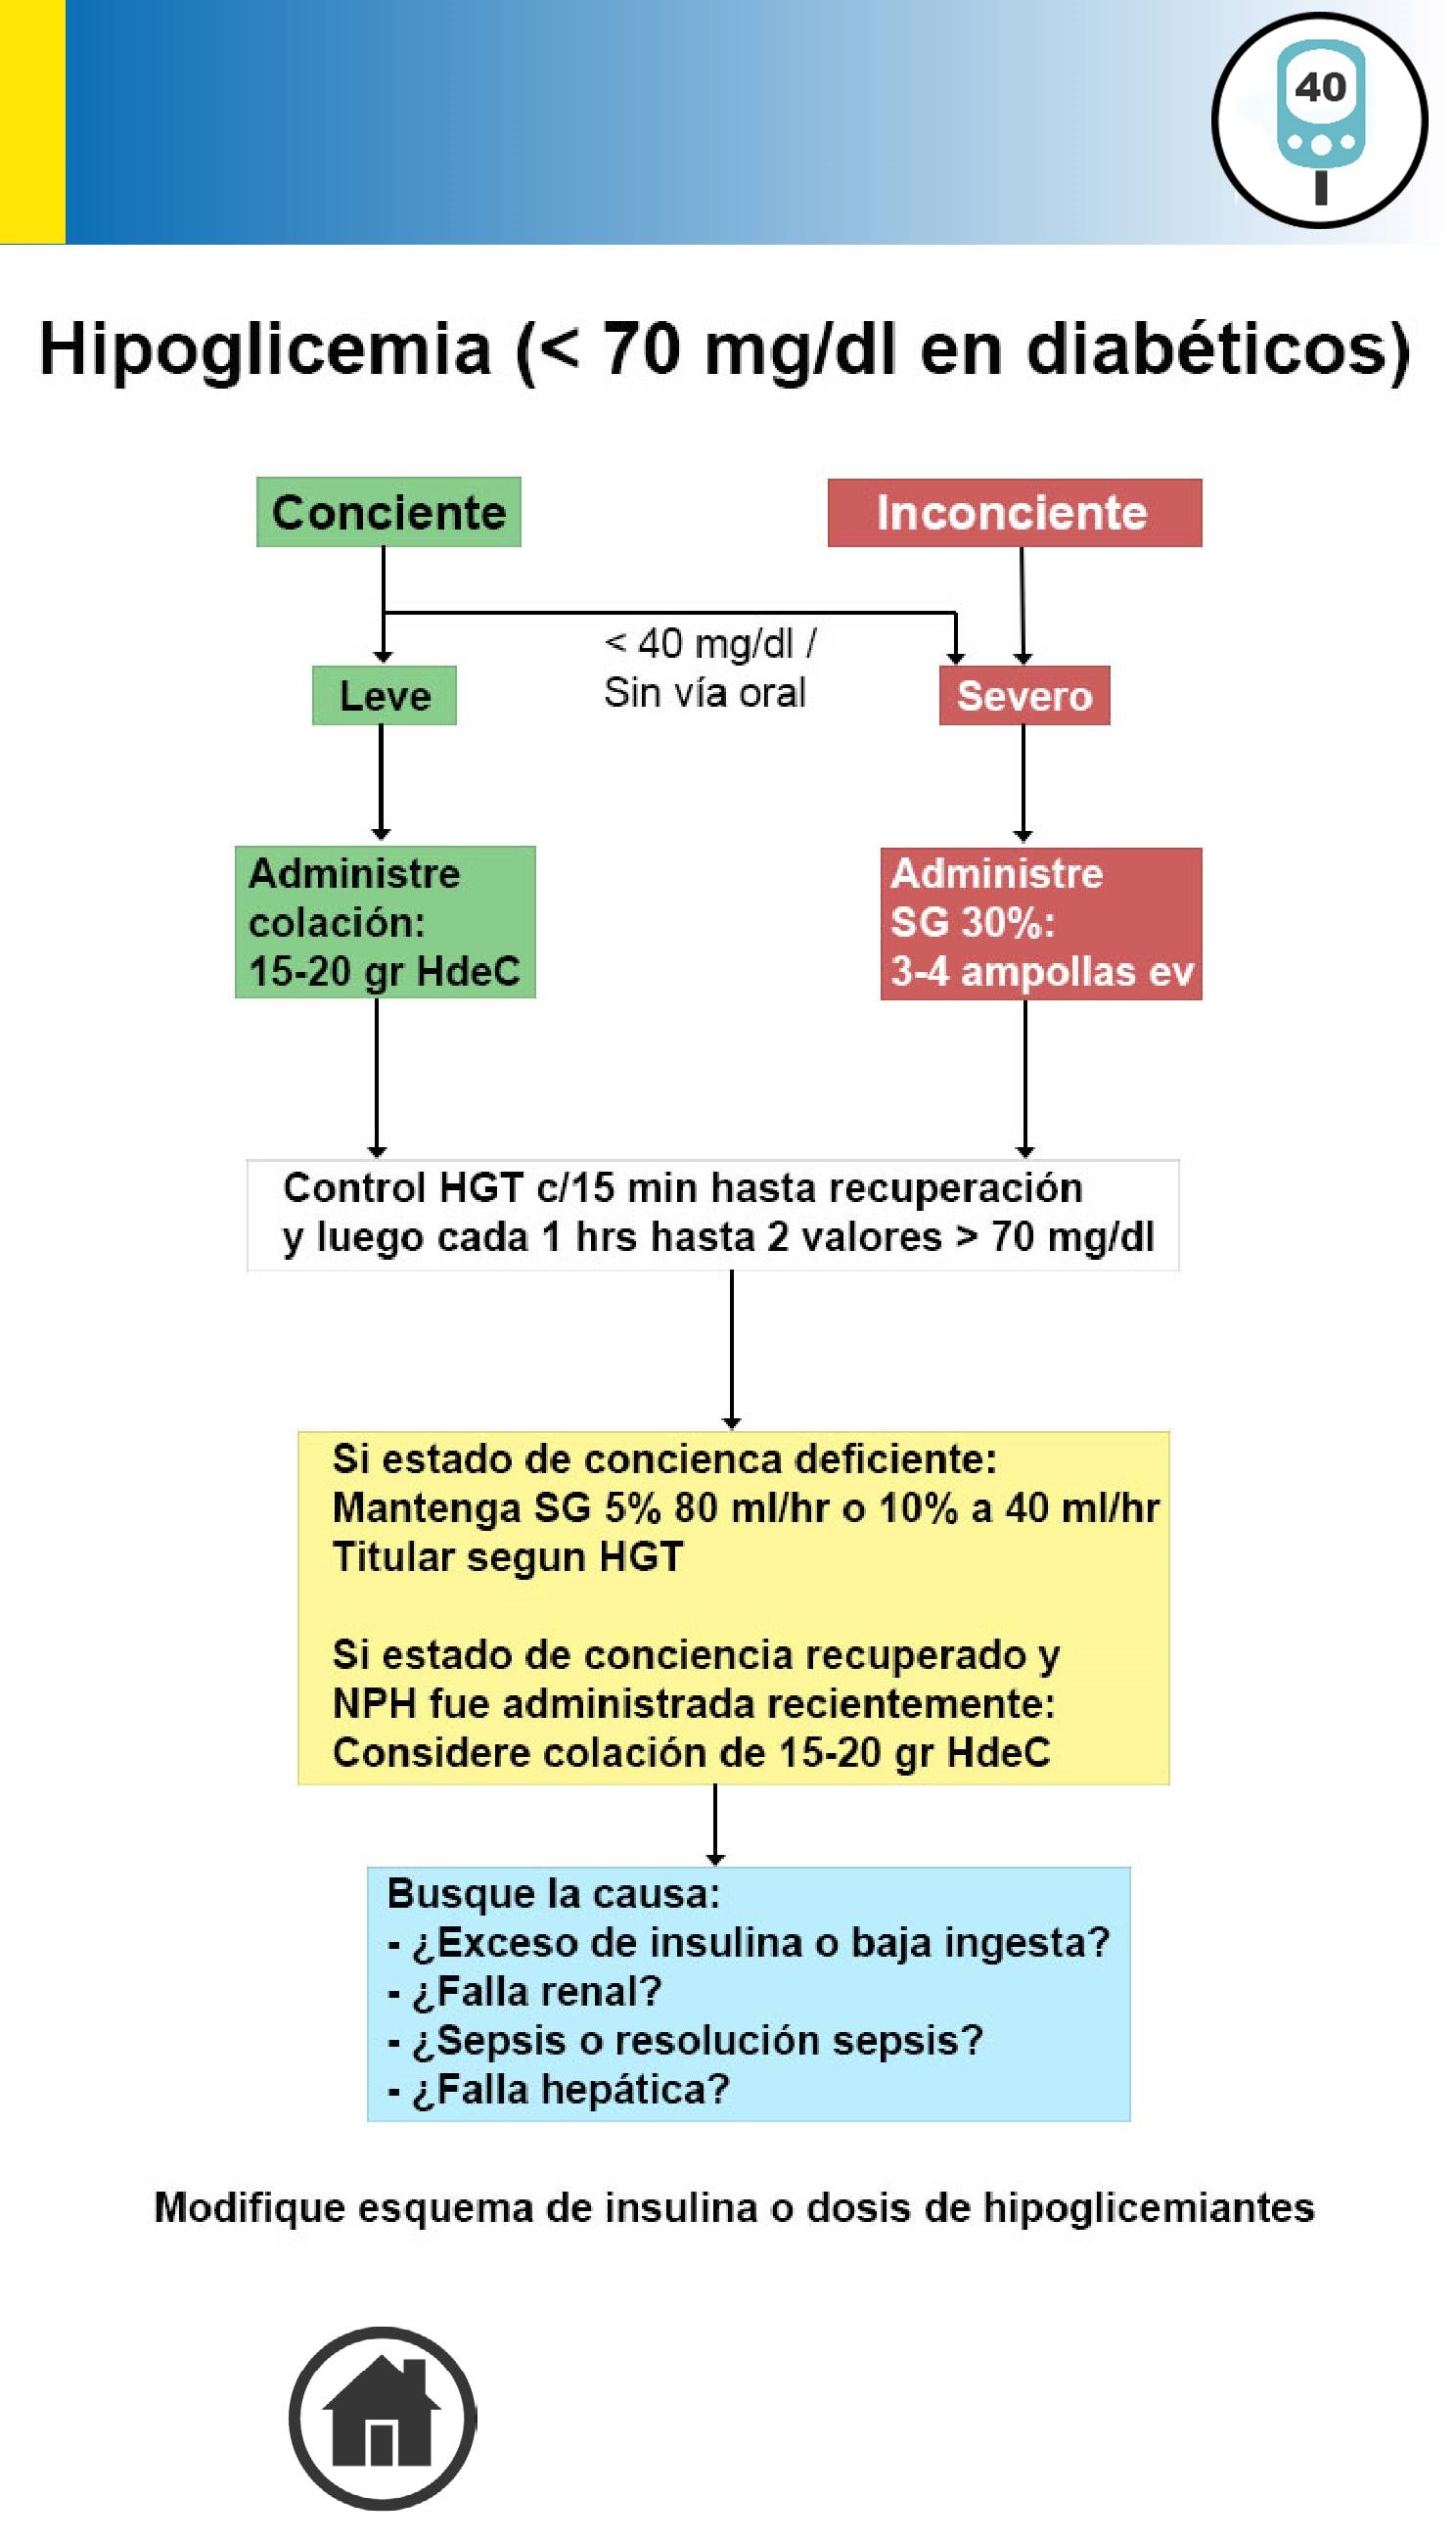 40
Hipoglicemia (< 70 mg/dl en diabéticos)
Conciente
Inconciente
< 40 mg/dl /
Sin vía oral
Leve
Severo
Administre
colación:
15-20 gr HdeC
Administre
SG 30%:
3-4 ampollas ev
Control HGT c/15 min hasta recuperación
y luego cada 1 hrs hasta 2 valores > 70 mg/dl
Si estado de concienca deficiente:
Mantenga SG 5% 80 ml/hr o 10% a 40 ml/hr
Titular segun HGT
Si estado de conciencia recuperado y
NPH fue administrada recientemente:
Considere colación de 15-20 gr HdeC
Busque la causa:
- ¿Exceso de insulina o baja ingesta?
- ¿Falla renal?
- ¿Sepsis o resolución sepsis?
- ¿Falla hepática?
Modifique esquema de insulina o dosis de hipoglicemiantes